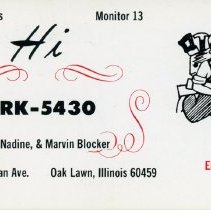 s Monitor 13
Hi
RK-5430
Nadine, & Marvin Blocker
an Ave. Oak Lawn, Illinois 60459
E